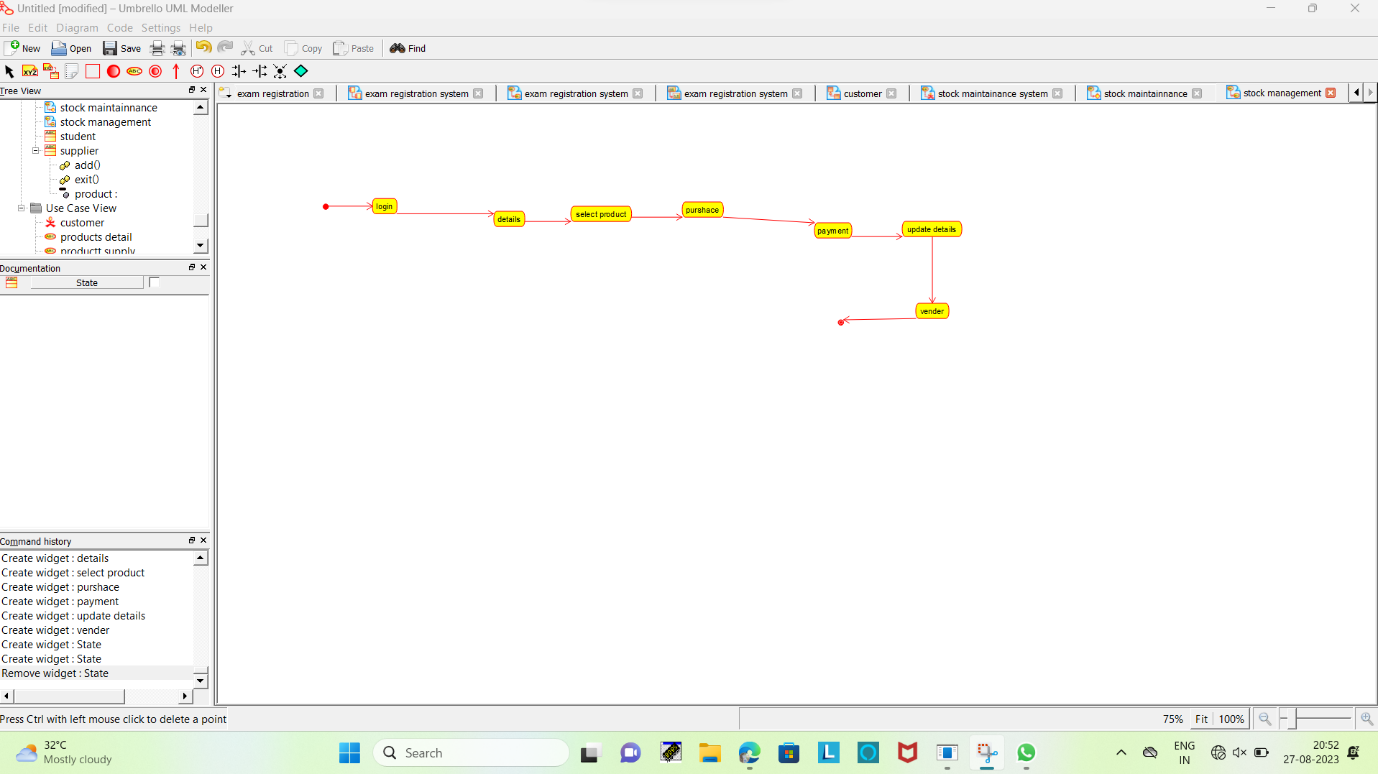 Untitled [modified] – Umbrello UML Modeller
File Edit Diagram Code Settings Help
New Open Save Cut Copy Paste Find
Tree View
stock maintainnance
stock management
student
supplier
add()
exit()
product :
Use Case View
customer
products detail
productt supply
exam registration
exam registration system
exam registration system
exam registration system
customer
stock maintainance system
stock maintainnance
stock management
login
details
select product
purshace
payment
update details
vender
Documentation
State
Command history
Create widget : details
Create widget : select product
Create widget : purshace
Create widget : payment
Create widget : update details
Create widget : vender
Create widget : State
Create widget : State
Remove widget : State
Press Ctrl with left mouse click to delete a point
75% Fit 100%
32°C
Mostly cloudy
Search
ENG
IN
20:52
27-08-2023